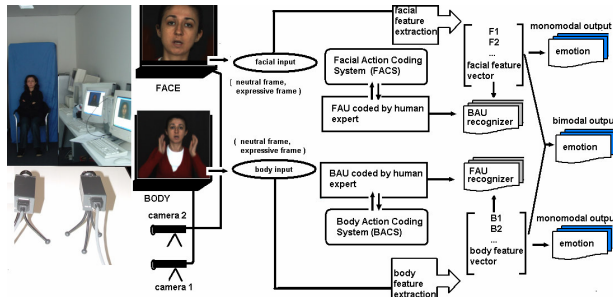 FACE
BODY
camera 2
camera 1
facial input
( neutral frame,
expressive frame )
( neutral frame,
expressive frame )
body input
facial
feature
extraction
Facial Action Coding
System (FACS)
FAU coded by human
expert
BAU coded by human
expert
Body Action Coding
System (BACS)
body
feature
extraction
F1
F2
...
facial feature
vector
BAU
recognizer
FAU
recognizer
B1
B2
...
body feature
vector
monomodal output
emotion
bimodal output
emotion
monomodal output
emotion